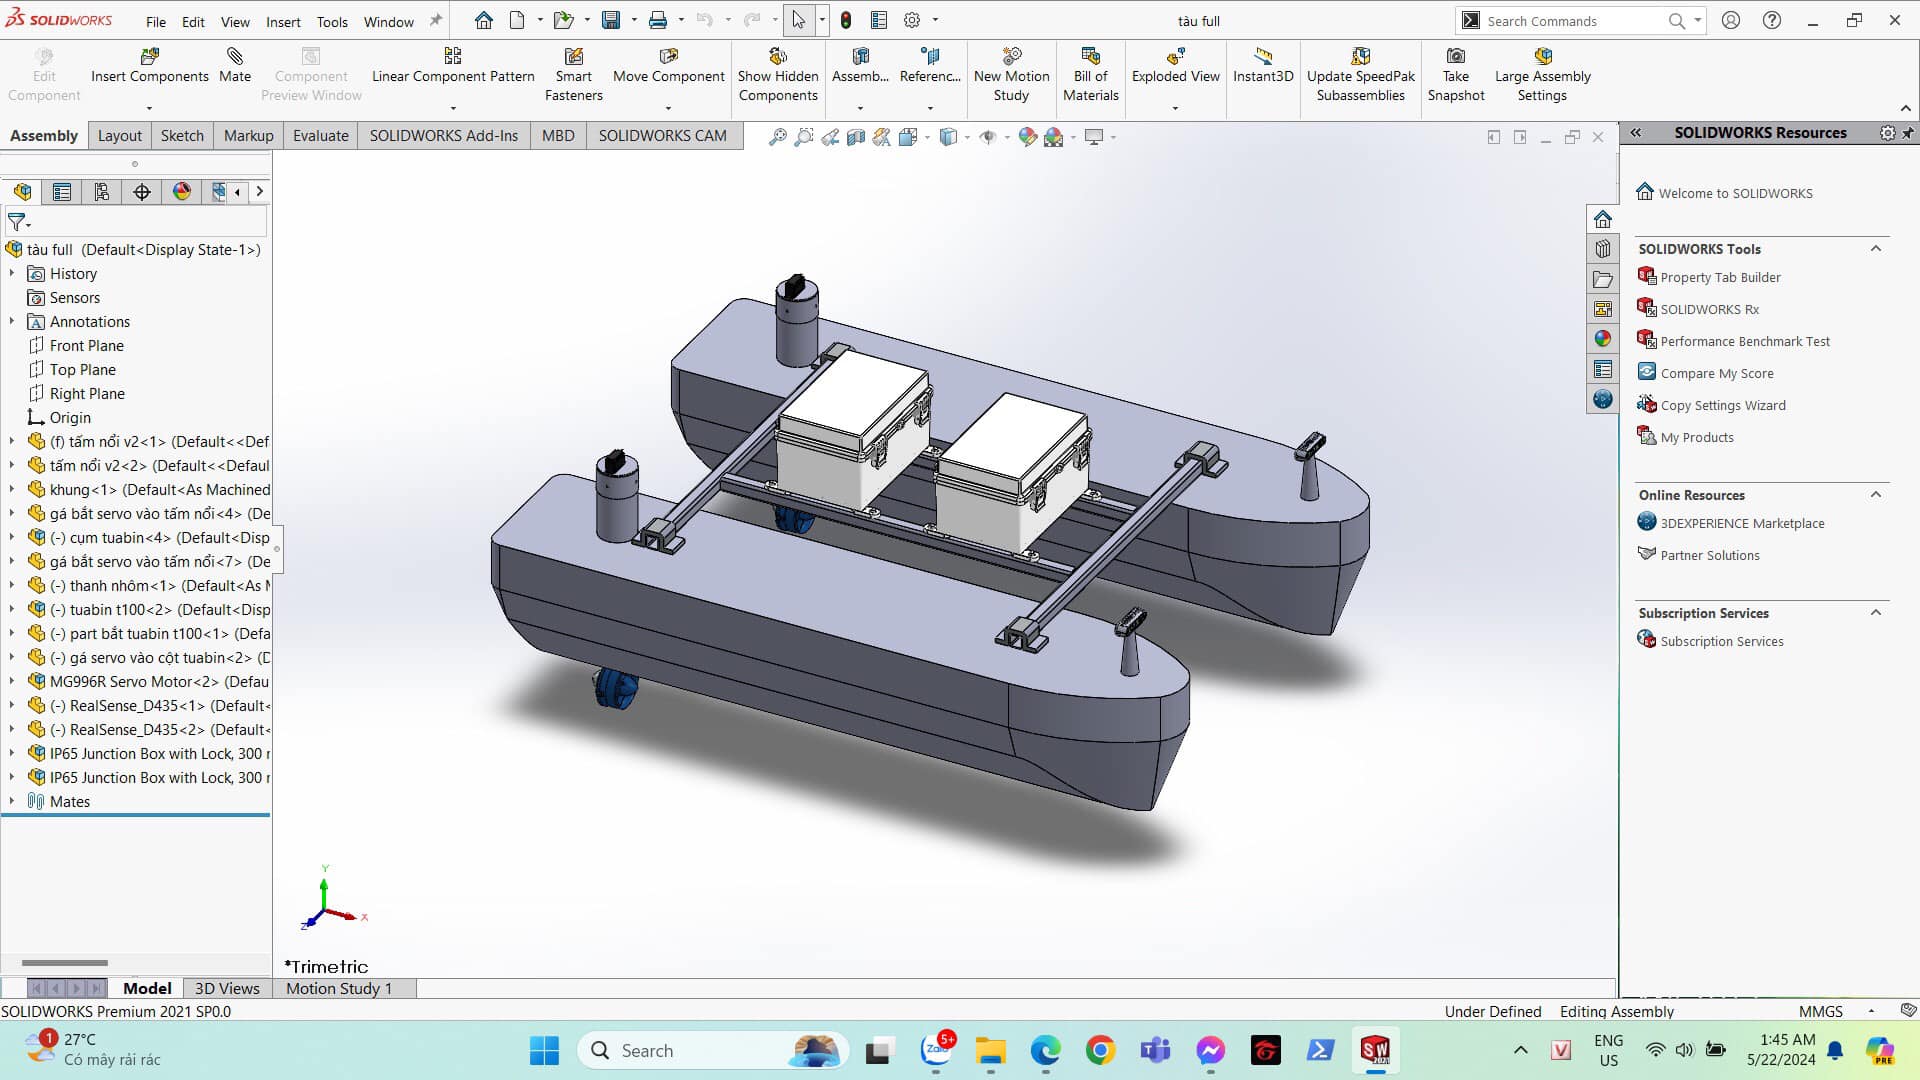 SOLIDWORKS
File Edit View Insert Tools Window
tàu full
Search Commands
Edit Component
Insert Components
Mate
Component Preview Window
Linear Component Pattern
Smart Fasteners
Move Component
Show Hidden Components
Assemb...
Referenc...
New Motion Study
Bill of Materials
Exploded View
Instant3D
Update SpeedPak Subassemblies
Take Snapshot
Large Assembly Settings
Assembly Layout Sketch Markup Evaluate SOLIDWORKS Add-Ins MBD SOLIDWORKS CAM
tàu full (Default<Display State-1>)
History
Sensors
Annotations
Front Plane
Top Plane
Right Plane
Origin
(f) tấm nổi v2<1> (Default<<Def
tấm nổi v2<2> (Default<<Defaul
khung<1> (Default<As Machined
gá bắt servo vào tấm nổi<4> (De
(-) cụm tuabin<4> (Default<Disp
gá bắt servo vào tấm nổi<7> (De
(-) thanh nhôm<1> (Default<As M
(-) tuabin t100<2> (Default<Disp
(-) part bắt tuabin t100<1> (Defa
(-) gá servo vào cột tuabin<2> (D
MG996R Servo Motor<2> (Defau
(-) RealSense_D435<1> (Default<
(-) RealSense_D435<2> (Default<
IP65 Junction Box with Lock, 300 m
IP65 Junction Box with Lock, 300 m
Mates
Y
X
Z
*Trimetric
SOLIDWORKS Resources
Welcome to SOLIDWORKS
SOLIDWORKS Tools
Property Tab Builder
SOLIDWORKS Rx
Performance Benchmark Test
Compare My Score
Copy Settings Wizard
My Products
Online Resources
3DEXPERIENCE Marketplace
Partner Solutions
Subscription Services
Subscription Services
Model 3D Views Motion Study 1
SOLIDWORKS Premium 2021 SP0.0
Under Defined Editing Assembly MMGS
1
27°C
Có mây rải rác
Search
Zalo
5+
SW
2021
ENG
US
1:45 AM
5/22/2024
PRE